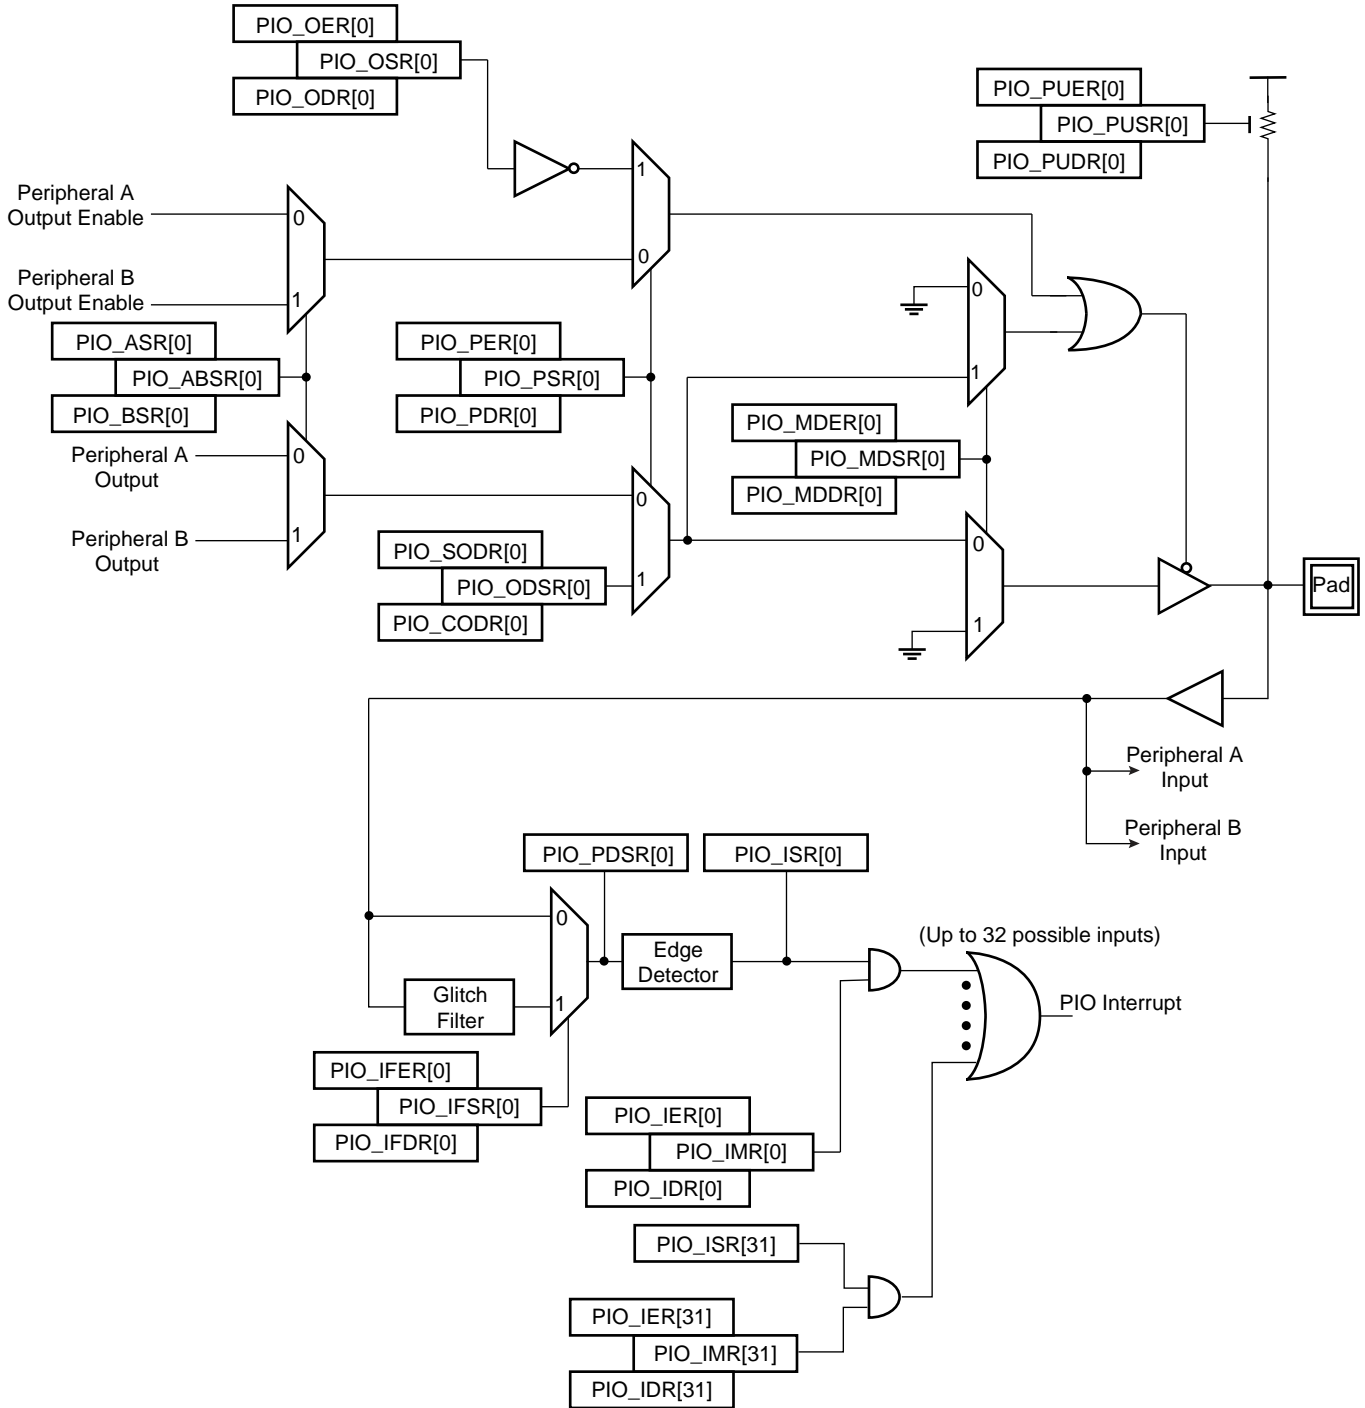 PIO_OER[0]
PIO_OSR[0]
PIO_ODR[0]
PIO_PUER[0]
PIO_PUSR[0]
PIO_PUDR[0]
1
0
Peripheral A
Output Enable
0
Peripheral B
Output Enable
1
PIO_ASR[0]
PIO_ABSR[0]
PIO_BSR[0]
PIO_PER[0]
PIO_PSR[0]
PIO_PDR[0]
0
1
PIO_MDER[0]
PIO_MDSR[0]
PIO_MDDR[0]
Peripheral A
Output
0
Peripheral B
Output
1
0
1
PIO_SODR[0]
PIO_ODSR[0]
PIO_CODR[0]
0
1
Pad
Peripheral A
Input
Peripheral B
Input
PIO_PDSR[0]
PIO_ISR[0]
0
1
Glitch
Filter
Edge
Detector
(Up to 32 possible inputs)
PIO Interrupt
PIO_IFER[0]
PIO_IFSR[0]
PIO_IFDR[0]
PIO_IER[0]
PIO_IMR[0]
PIO_IDR[0]
PIO_ISR[31]
PIO_IER[31]
PIO_IMR[31]
PIO_IDR[31]